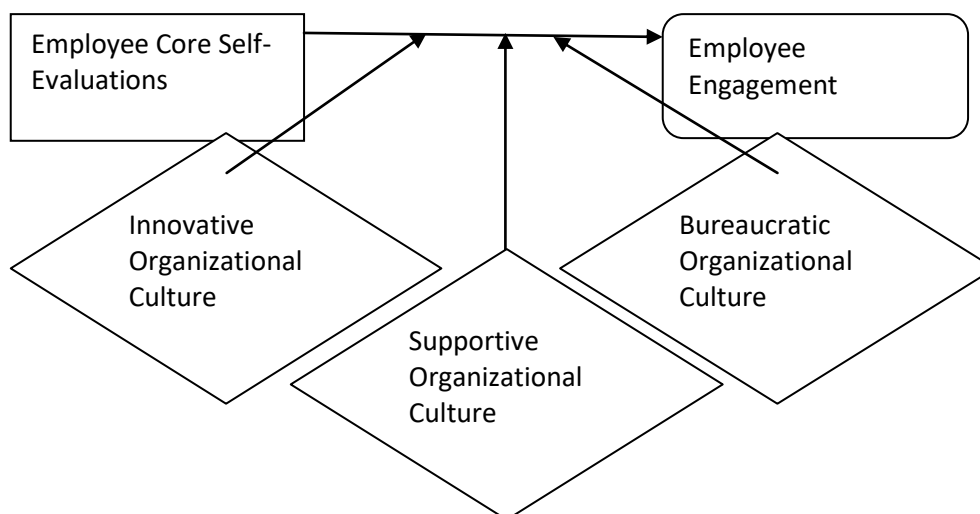 Employee Core Self-
Evaluations
Employee
Engagement
Innovative
Organizational
Culture
Bureaucratic
Organizational
Culture
Supportive
Organizational
Culture